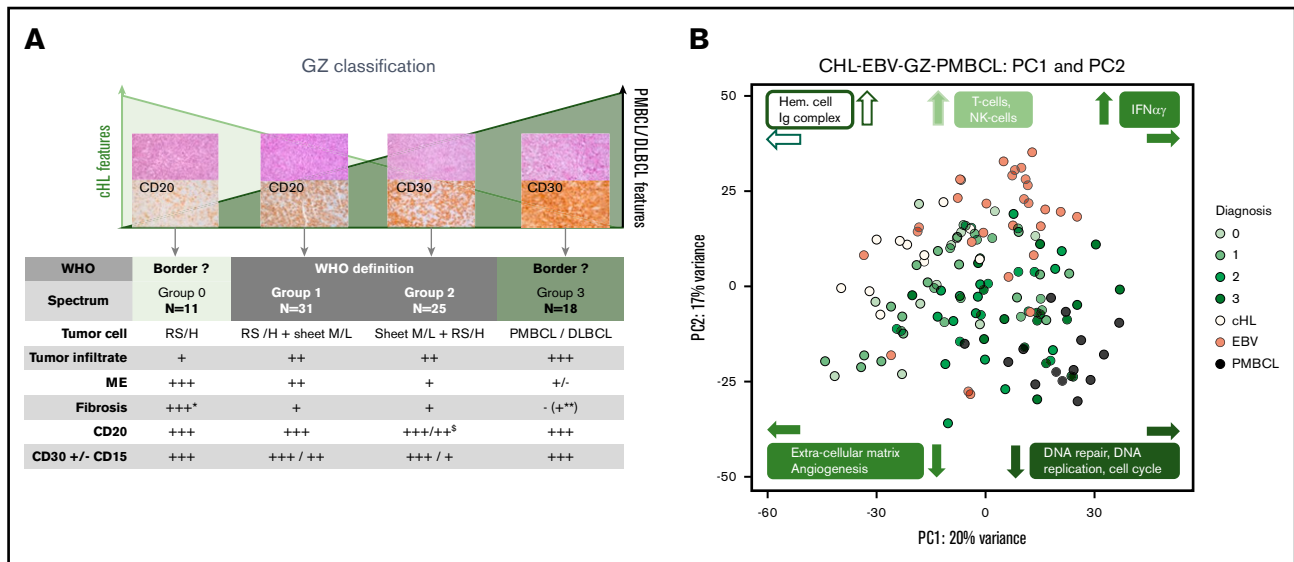 A
GZ classification
cHL features
PMBCL/DLBCL features
CD20
CD20
CD30
CD30
WHO Border ? WHO definition Border ?
Spectrum Group 0 Group 1 Group 2 Group 3
N=11 N=31 N=25 N=18
Tumor cell RS/H RS /H + sheet M/L Sheet M/L + RS/H PMBCL / DLBCL
Tumor infiltrate + ++ ++ +++
ME +++ ++ + +/-
Fibrosis +++* + + - (+**)
CD20 +++ +++ +++/++$ +++
CD30 +/- CD15 +++ +++ / ++ +++ / + +++
B
CHL-EBV-GZ-PMBCL: PC1 and PC2
Hem. cell
Ig complex
T-cells,
NK-cells
IFNαγ
50
25
0
-25
-50
PC2: 17% variance
Extra-cellular matrix
Angiogenesis
DNA repair, DNA
replication, cell cycle
-60 -30 0 30
PC1: 20% variance
Diagnosis
0
1
2
3
cHL
EBV
PMBCL